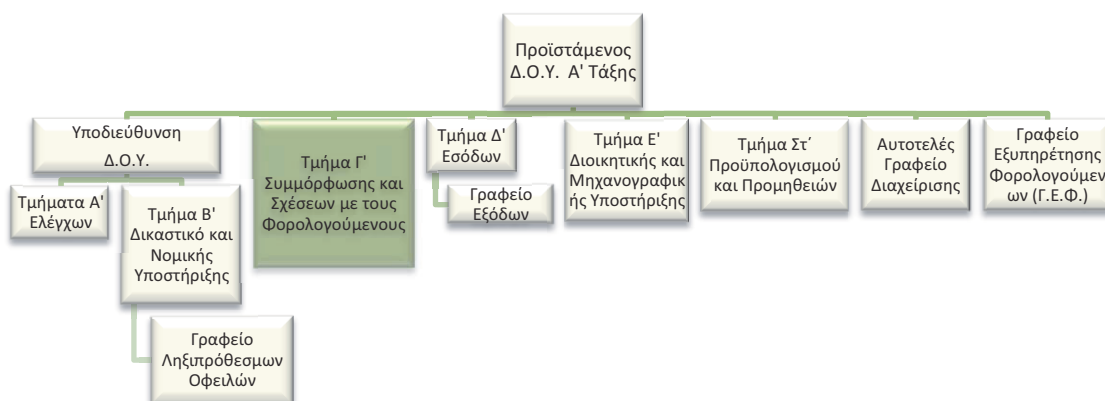 Προϊστάμενος
Δ.Ο.Υ. Α' Τάξης
Υποδιεύθυνση
Δ.Ο.Υ.
Τμήμα Γ'
Συμμόρφωσης και
Σχέσεων με τους
Φορολογούμενους
Τμήμα Δ'
Εσόδων
Τμήμα Ε'
Διοικητικής και
Μηχανογραφικ
ής Υποστήριξης
Τμήμα Στ΄
Προϋπολογισμού
και Προμηθειών
Αυτοτελές
Γραφείο
Διαχείρισης
Γραφείο
Εξυπηρέτησης
Φορολογούμεν
ων (Γ.Ε.Φ.)
Τμήματα Α'
Ελέγχων
Τμήμα Β'
Δικαστικό και
Νομικής
Υποστήριξης
Γραφείο
Εξόδων
Γραφείο
Ληξιπρόθεσμων
Οφειλών